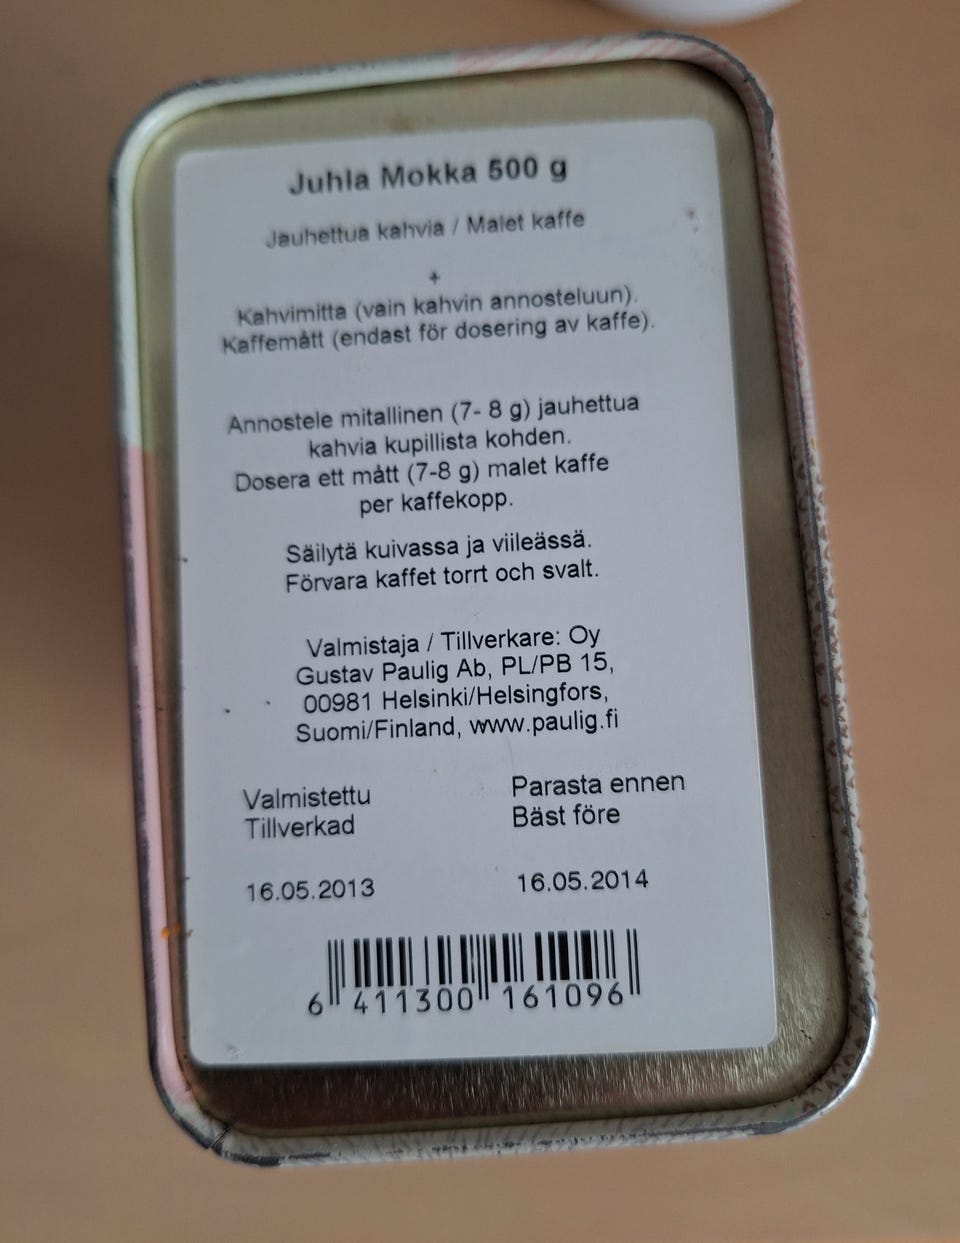 Juhla Mokka 500 g
Jauhettua kahvia / Malet kaffe
+
Kahvimitta (vain kahvin annosteluun).
Kaffemått (endast för dosering av kaffe).
Annostele mitallinen (7- 8 g) jauhettua
kahvia kupillista kohden.
Dosera ett mått (7-8 g) malet kaffe
per kaffekopp.
Säilytä kuivassa ja viileässä.
Förvara kaffet torrt och svalt.
Valmistaja / Tillverkare: Oy
Gustav Paulig Ab, PL/PB 15,
00981 Helsinki/Helsingfors,
Suomi/Finland, www.paulig.fi
Valmistettu
Tillverkad
16.05.2013
Parasta ennen
Bäst före
16.05.2014
6 411300 161096